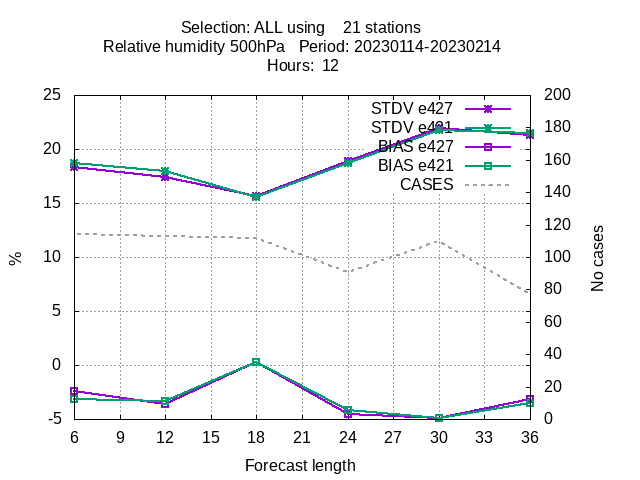 Selection: ALL using    21 stations
Relative humidity 500hPa   Period: 20230114-20230214
Hours:  12
25
20
15
10
5
0
-5
%
200
180
160
140
120
100
80
60
40
20
0
No cases
STDV e427
STDV e421
BIAS e427
BIAS e421
CASES
6 9 12 15 18 21 24 27 30 33 36
Forecast length